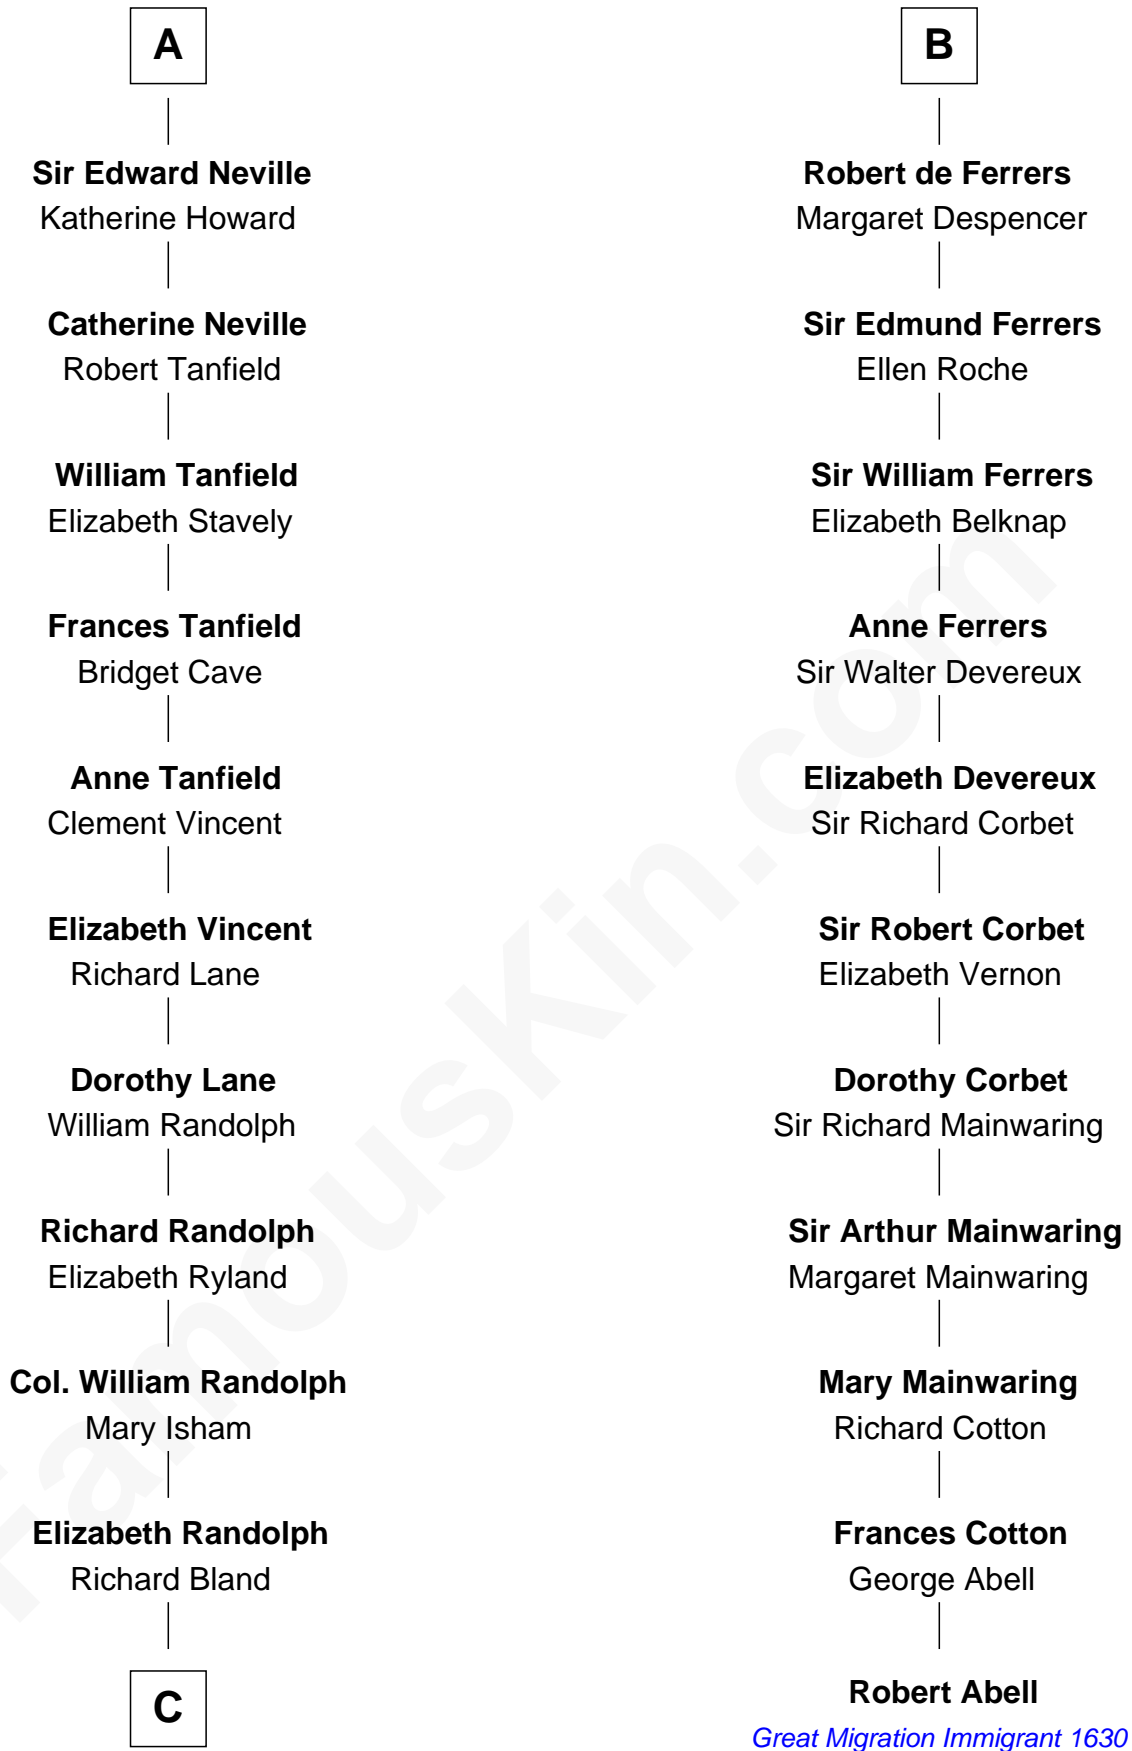 A
Sir Edward Neville
Katherine Howard
Catherine Neville
Robert Tanfield
William Tanfield
Elizabeth Stavely
Frances Tanfield
Bridget Cave
Anne Tanfield
Clement Vincent
Elizabeth Vincent
Richard Lane
Dorothy Lane
William Randolph
Richard Randolph
Elizabeth Ryland
Col. William Randolph
Mary Isham
Elizabeth Randolph
Richard Bland
C
B
Robert de Ferrers
Margaret Despencer
Sir Edmund Ferrers
Ellen Roche
Sir William Ferrers
Elizabeth Belknap
Anne Ferrers
Sir Walter Devereux
Elizabeth Devereux
Sir Richard Corbet
Sir Robert Corbet
Elizabeth Vernon
Dorothy Corbet
Sir Richard Mainwaring
Sir Arthur Mainwaring
Margaret Mainwaring
Mary Mainwaring
Richard Cotton
Frances Cotton
George Abell
Robert Abell
Great Migration Immigrant 1630
FamousKin.com